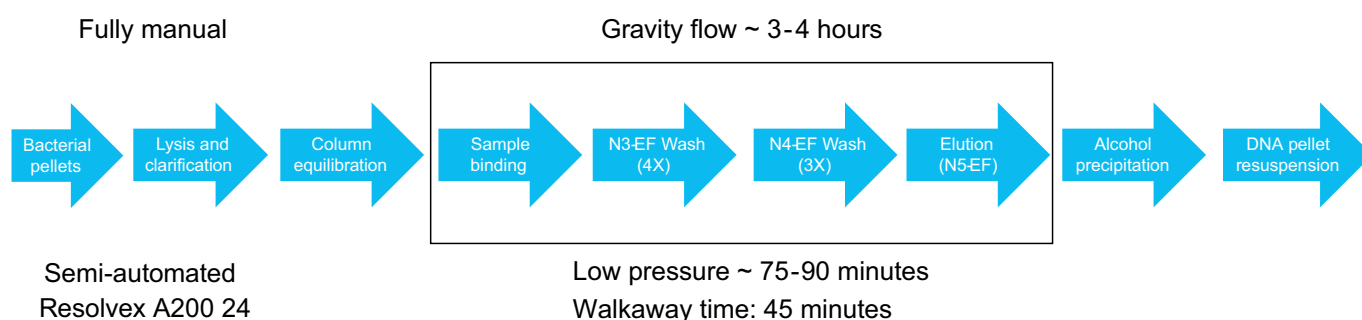 Fully manual
Gravity flow ~ 3-4 hours
Bacterial
pellets
Lysis and
clarification
Column
equilibration
Sample
binding
N3-EF Wash
(4X)
N4-EF Wash
(3X)
Elution
(N5-EF)
Alcohol
precipitation
DNA pellet
resuspension
Semi-automated
Resolvex A200 24
Low pressure ~ 75-90 minutes
Walkaway time: 45 minutes